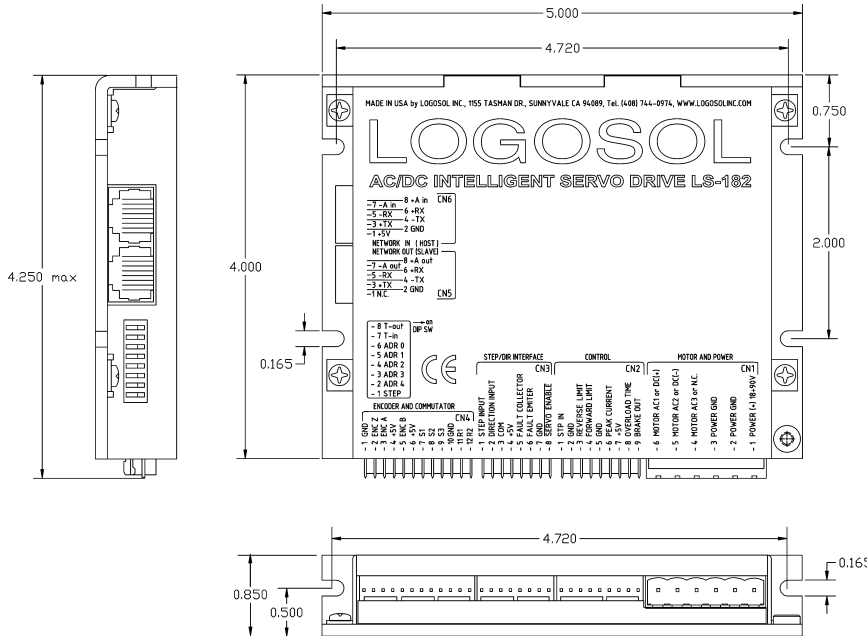 5.000
4.720
MADE IN USA by LOGOSOL INC., 1155 TASMAN DR., SUNNYVALE CA 94089, Tel. (408) 744-0974, WWW.LOGOSOLINC.COM
LOGOSOL
AC/DC INTELLIGENT SERVO DRIVE LS-182
0.750
2.000
4.250 max
4.000
0.165
8 +A in CN6
-7 -A in
6 +RX
-5 -RX
4 -TX
-3 +TX
2 GND
-1 +5V
NETWORK IN (HOST)
NETWORK OUT (SLAVE)
8 +A out
-7 -A out
6 +RX
-5 -RX
4 -TX
-3 +TX
2 GND
-1 N.C. CN5
- 8 T-out
- 7 T-in
- 6 ADR 0
- 5 ADR 1
- 4 ADR 2
- 3 ADR 3
- 2 ADR 4
- 1 STEP
on
DIP SW
CE
ENCODER AND COMMUTATOR
CN4
- 1 GND
- 2 ENC Z
- 3 ENC A
- 4 +5V
- 5 ENC B
- 6 +5V
- 7 S1
- 8 S2
- 9 S3
- 10 GND
- 11 R1
- 12 R2
STEP/DIR INTERFACE
CN3
- 1 STEP INPUT
- 2 DIRECTION INPUT
- 3 COM
- 4 +5V
- 5 FAULT COLLECTOR
- 6 FAULT EMITER
- 7 GND
- 8 SERVO ENABLE
CONTROL
CN2
- 1 STP IN
- 2 GND
- 3 REVERSE LIMIT
- 4 FORWARD LIMIT
- 5 GND
- 6 PEAK CURRENT
- 7 +5V
- 8 OVERLOAD TIME
- 9 BRAKE OUT
MOTOR AND POWER
CN1
- 6 MOTOR AC1 or DC(+)
- 5 MOTOR AC2 or DC(-)
- 4 MOTOR AC3 or N.C.
- 3 POWER GND
- 2 POWER GND
- 1 POWER (+) 18÷90V
4.720
0.850
0.500
0.165